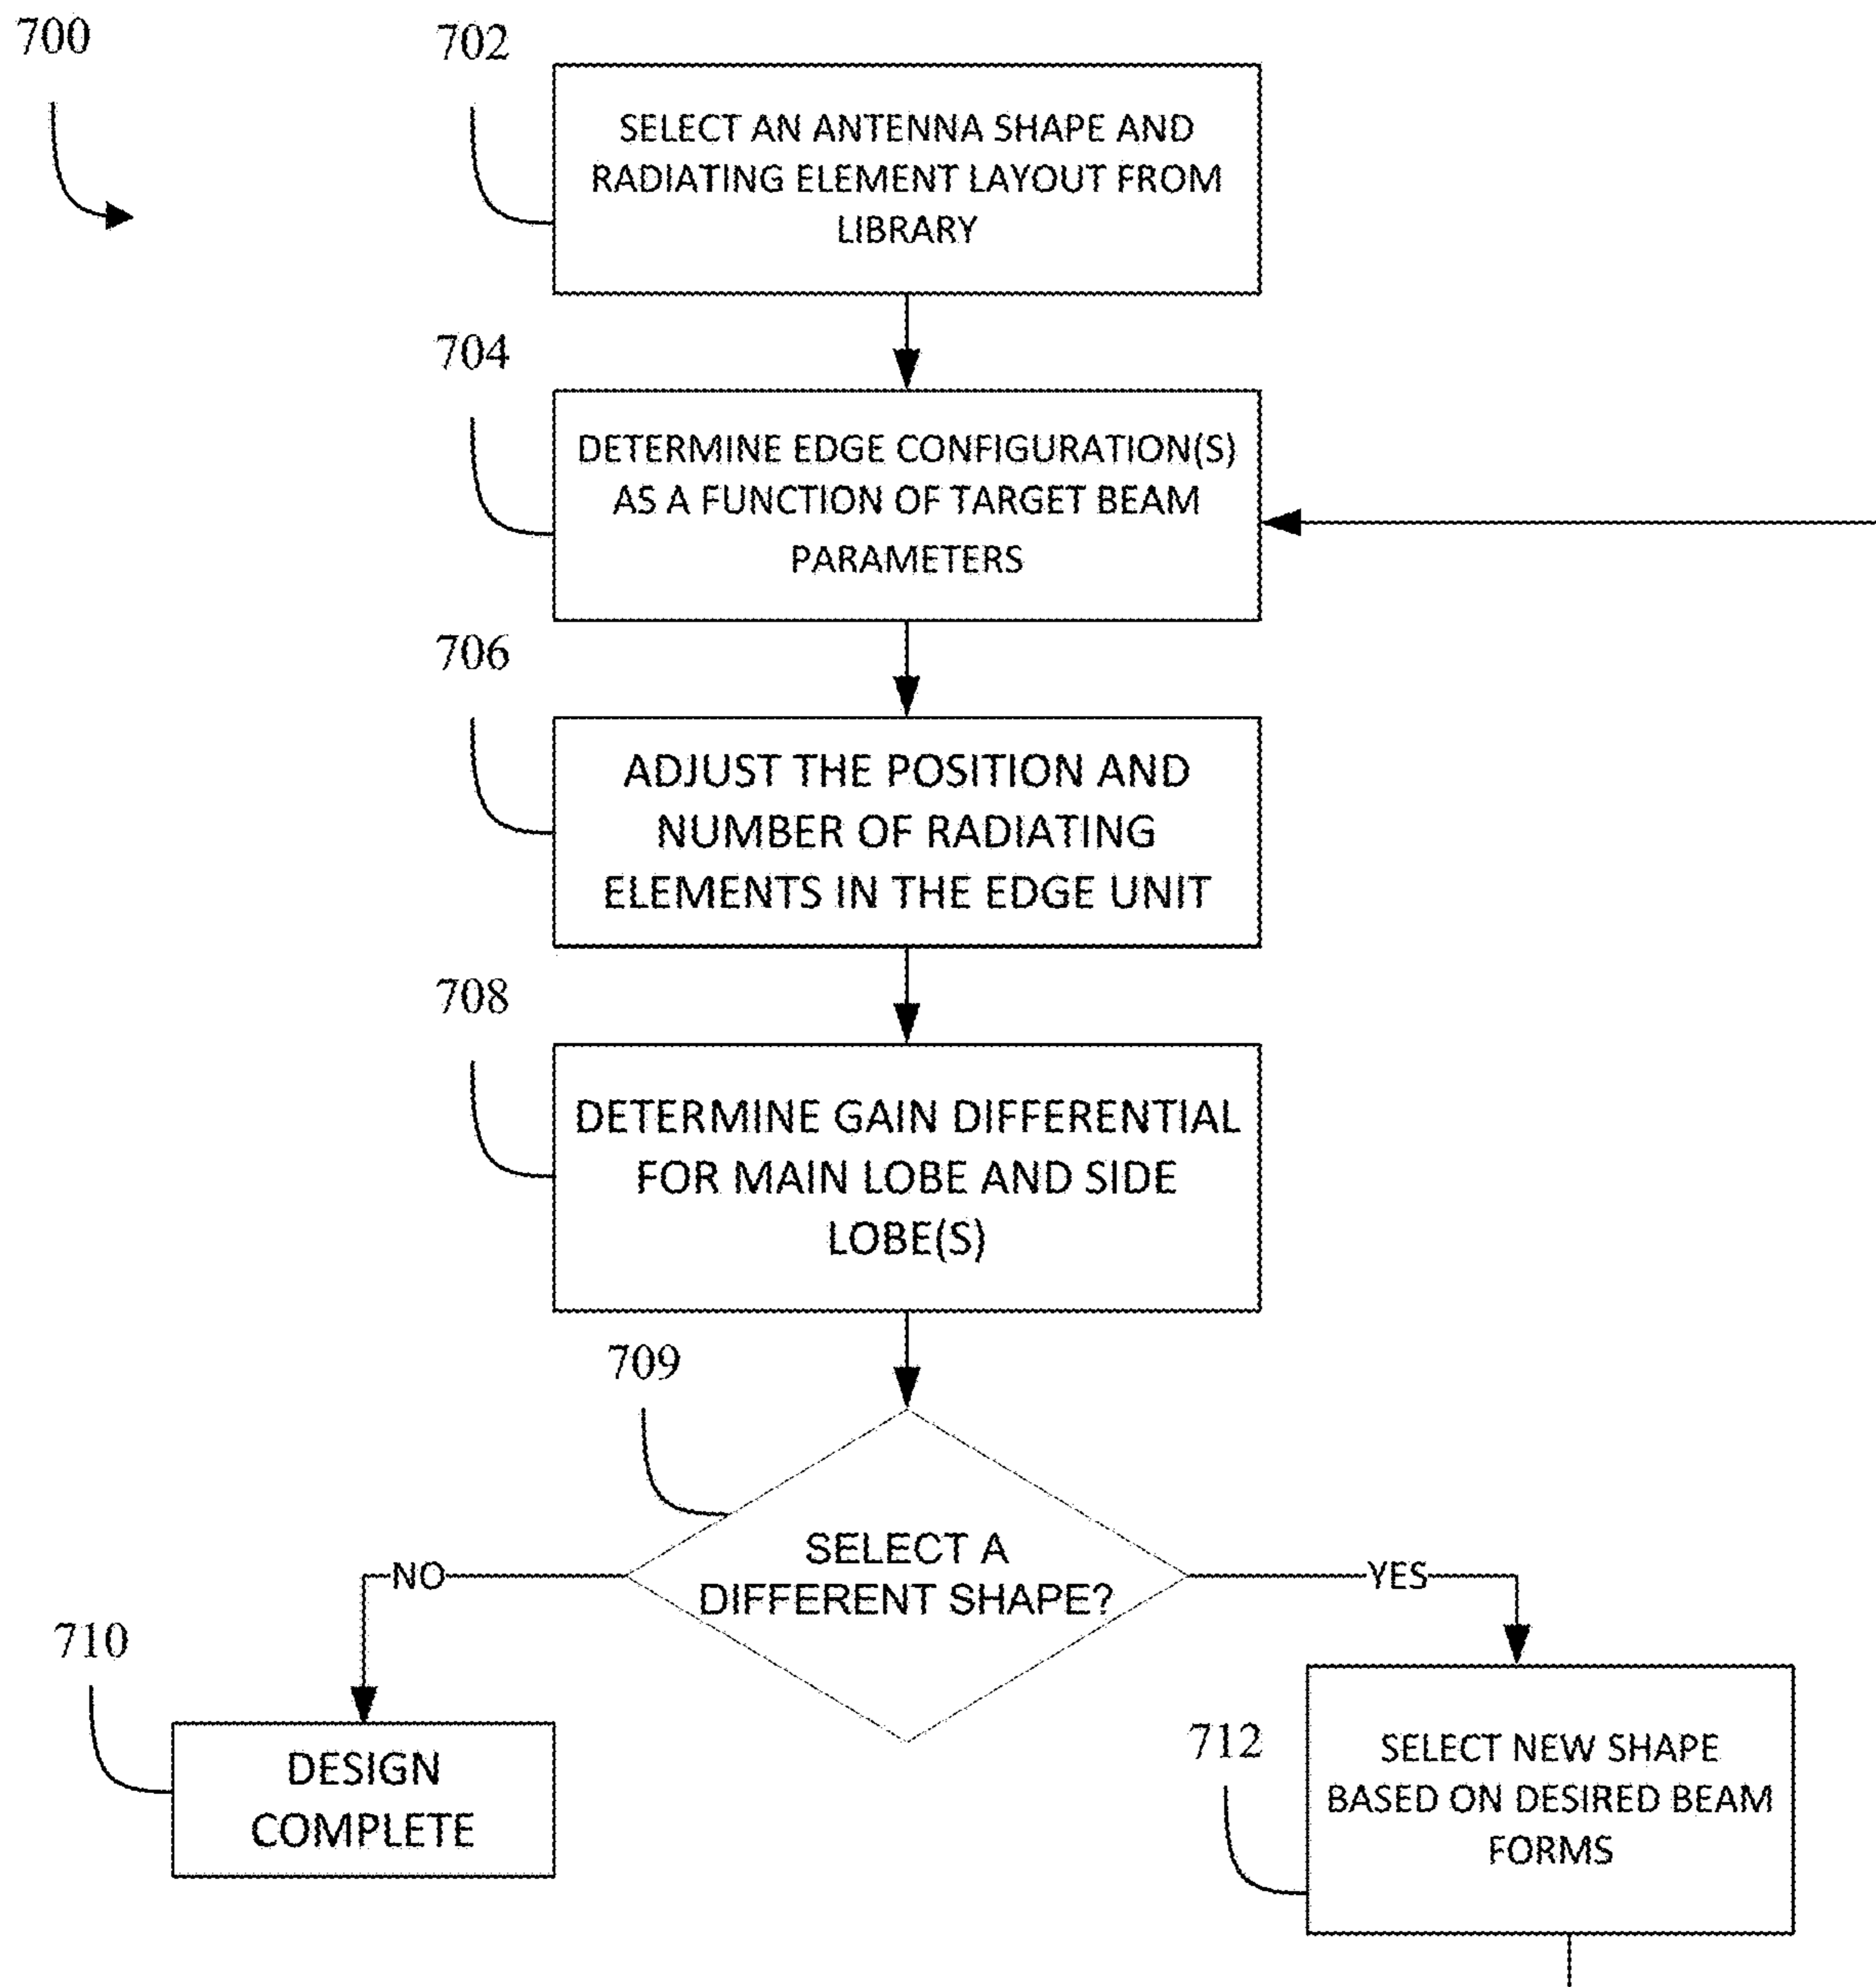 700
702
SELECT AN ANTENNA SHAPE AND
RADIATING ELEMENT LAYOUT FROM
LIBRARY
704
DETERMINE EDGE CONFIGURATION(S)
AS A FUNCTION OF TARGET BEAM
PARAMETERS
706
ADJUST THE POSITION AND
NUMBER OF RADIATING
ELEMENTS IN THE EDGE UNIT
708
DETERMINE GAIN DIFFERENTIAL
FOR MAIN LOBE AND SIDE
LOBE(S)
709
SELECT A
DIFFERENT SHAPE?
NO
YES
710
DESIGN
COMPLETE
712
SELECT NEW SHAPE
BASED ON DESIRED BEAM
FORMS